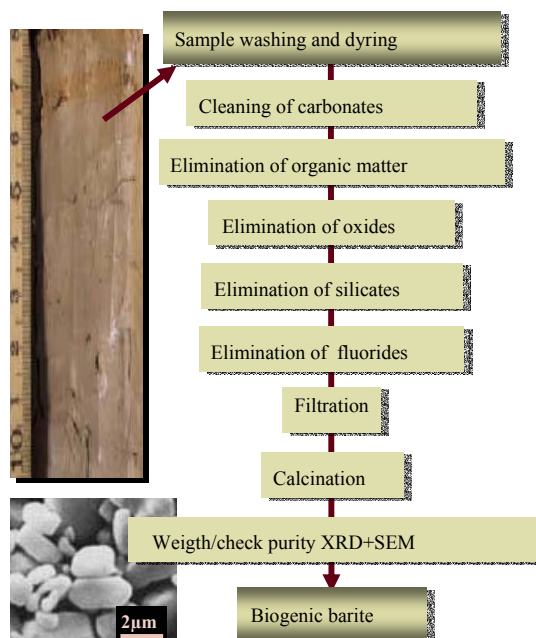 Sample washing and dyring
Cleaning of carbonates
Elimination of organic matter
Elimination of oxides
Elimination of silicates
Elimination of fluorides
Filtration
Calcination
Weigth/check purity XRD+SEM
Biogenic barite
2µm